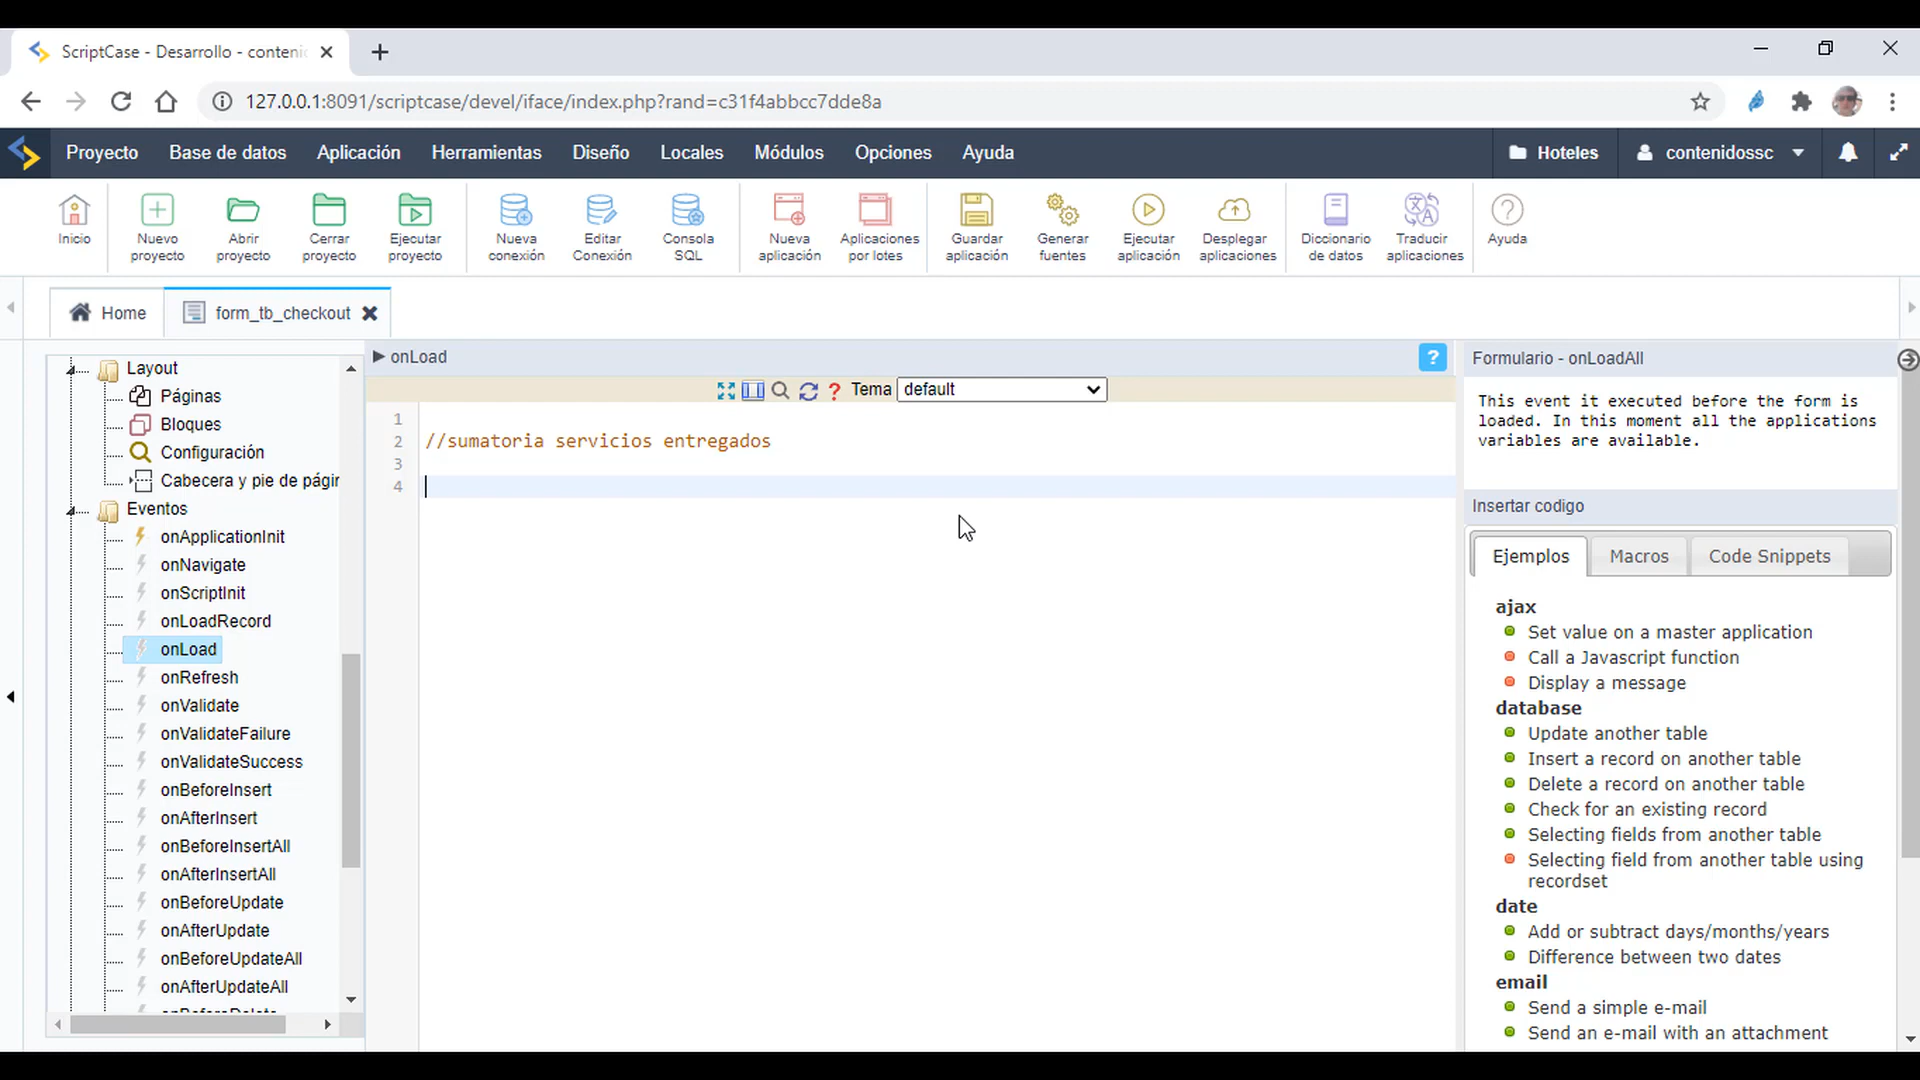 ScriptCase - Desarrollo - conteni
127.0.0.1:8091/scriptcase/devel/iface/index.php?rand=c31f4abbcc7dde8a
Proyecto Base de datos Aplicación Herramientas Diseño Locales Módulos Opciones Ayuda Hoteles contenidossc
Inicio
Nuevo proyecto
Abrir proyecto
Cerrar proyecto
Ejecutar proyecto
Nueva conexión
Editar Conexión
Consola SQL
Nueva aplicación
Aplicaciones por lotes
Guardar aplicación
Generar fuentes
Ejecutar aplicación
Desplegar aplicaciones
Diccionario de datos
Traducir aplicaciones
Ayuda
Home form_tb_checkout
Layout
Páginas
Bloques
Configuración
Cabecera y pie de págir
Eventos
onApplicationInit
onNavigate
onScriptInit
onLoadRecord
onLoad
onRefresh
onValidate
onValidateFailure
onValidateSuccess
onBeforeInsert
onAfterInsert
onBeforeInsertAll
onAfterInsertAll
onBeforeUpdate
onAfterUpdate
onBeforeUpdateAll
onAfterUpdateAll
onLoad ?
? Tema default
1
2 //sumatoria servicios entregados
3
4
Formulario - onLoadAll
This event it executed before the form is
loaded. In this moment all the applications
variables are available.
Insertar codigo
Ejemplos Macros Code Snippets
ajax
Set value on a master application
Call a Javascript function
Display a message
database
Update another table
Insert a record on another table
Delete a record on another table
Check for an existing record
Selecting fields from another table
Selecting field from another table using
recordset
date
Add or subtract days/months/years
Difference between two dates
email
Send a simple e-mail
Send an e-mail with an attachment